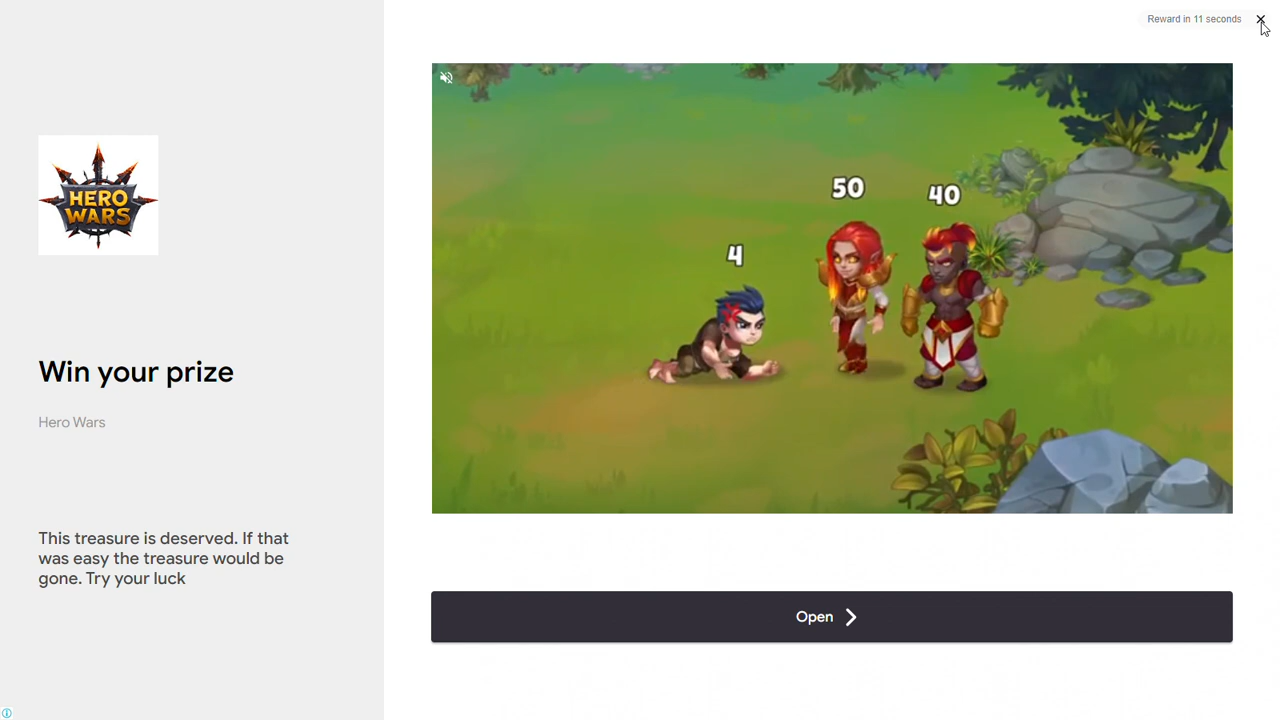 Reward in 11 seconds
HERO
WARS
50
40
4
Win your prize
Hero Wars
This treasure is deserved. If that
was easy the treasure would be
gone. Try your luck
Open